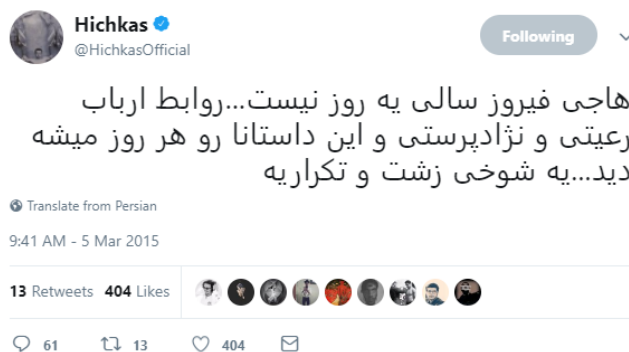 Hichkas
@HichkasOfficial
Following
هاجی فیروز سالی یه روز نیست...روابط ارباب
رعیتی و نژادپرستی و این داستانا رو هر روز میشه
دید...یه شوخی زشت و تکراریه
Translate from Persian
9:41 AM - 5 Mar 2015
13 Retweets 404 Likes
61 13 404